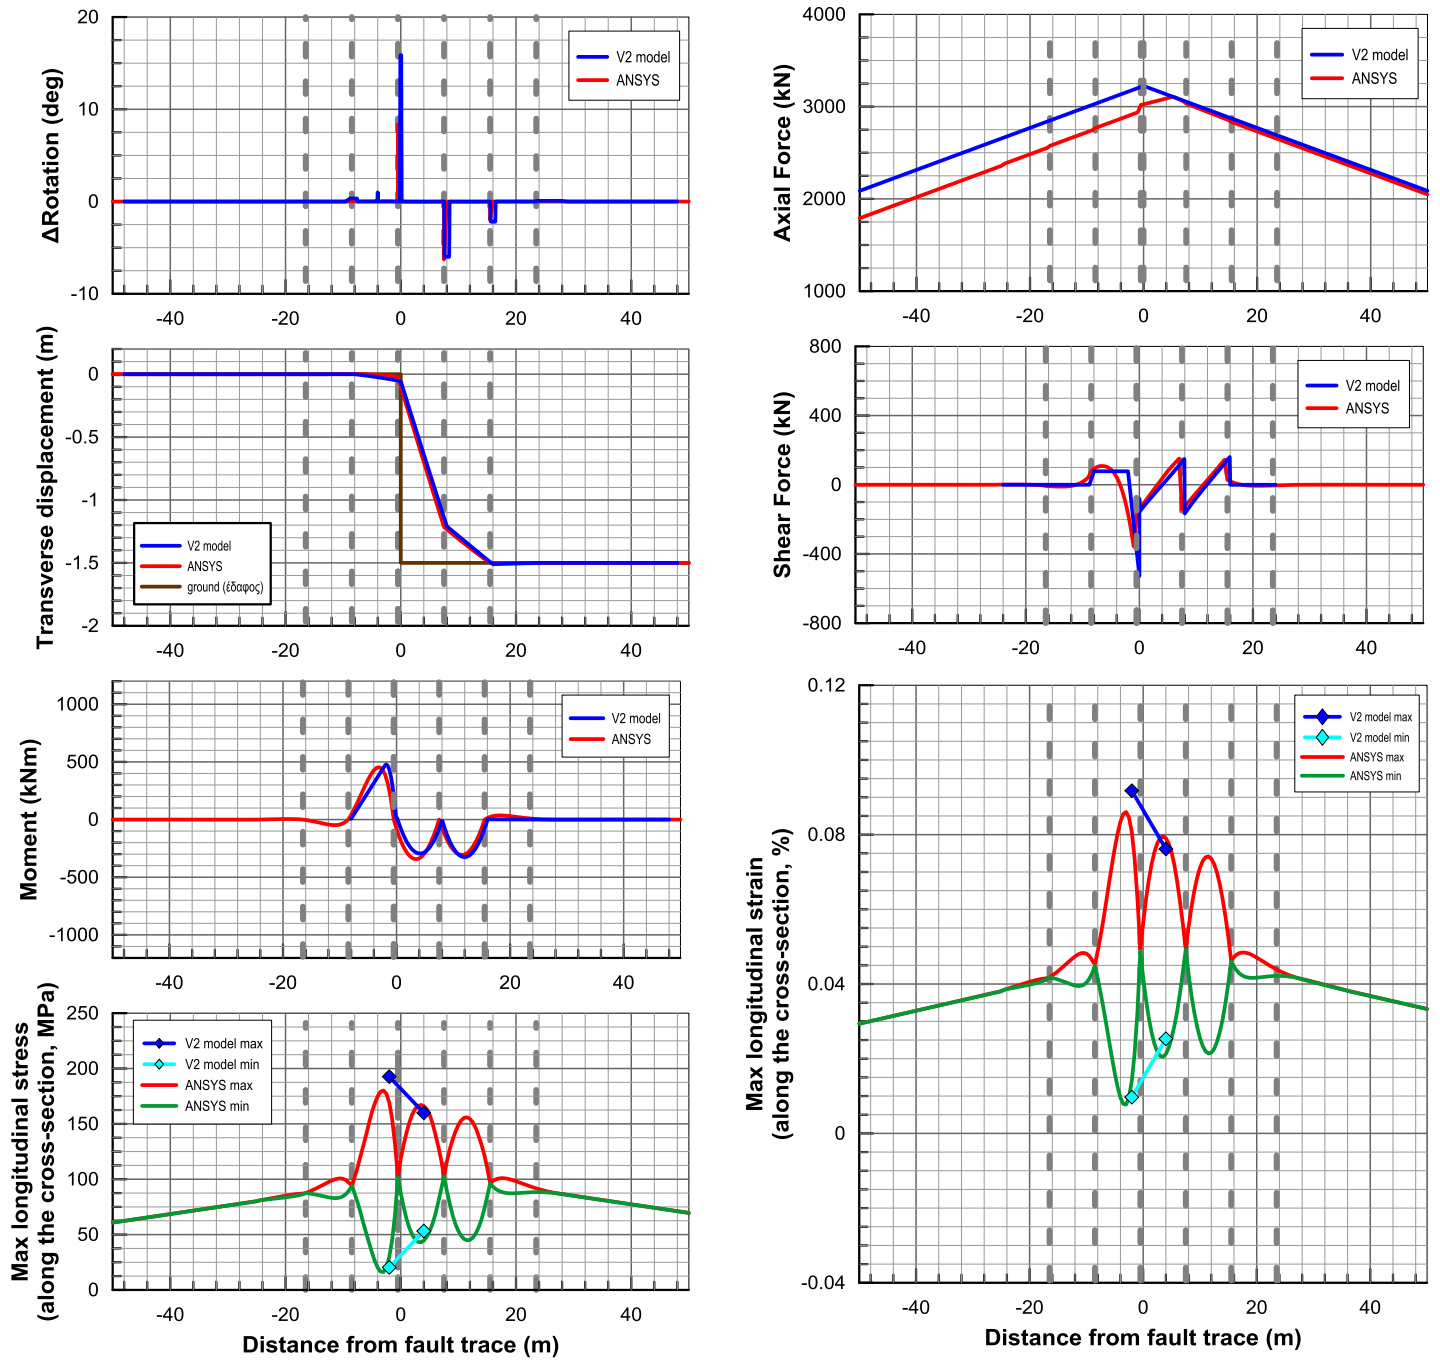 20
10
0
-10
ΔRotation (deg)
V2 model
ANSYS
-40
-20
0
20
40
4000
3000
2000
1000
Axial Force (kN)
V2 model
ANSYS
-40
-20
0
20
40
0
-0.5
-1
-1.5
-2
Transverse displacement (m)
V2 model
ANSYS
ground (έδαφος)
-40
-20
0
20
40
800
400
0
-400
-800
Shear Force (kN)
V2 model
ANSYS
-40
-20
0
20
40
1000
500
0
-500
-1000
Moment (kNm)
V2 model
ANSYS
-40
-20
0
20
40
250
200
150
100
50
0
Max longitudinal stress
(along the cross-section, MPa)
V2 model max
V2 model min
ANSYS max
ANSYS min
-40
-20
0
20
40
Distance from fault trace (m)
0.12
0.08
0.04
0
-0.04
Max longitudinal strain
(along the cross-section, %)
V2 model max
V2 model min
ANSYS max
ANSYS min
-40
-20
0
20
40
Distance from fault trace (m)